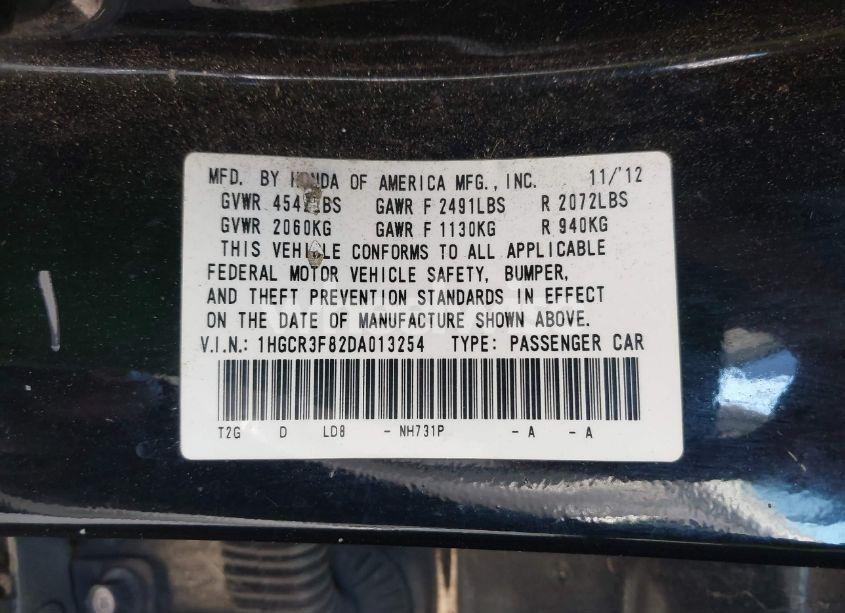 MFD. BY HONDA OF AMERICA MFG., INC. 11/'12
GVWR GAWR F 2491LBS R 2072LBS
GVWR 2060KG GAWR F 1130KG R 940KG
THIS VEHICLE CONFORMS TO ALL APPLICABLE
FEDERAL MOTOR VEHICLE SAFETY, BUMPER,
AND THEFT PREVENTION STANDARDS IN EFFECT
ON THE DATE OF MANUFACTURE SHOWN ABOVE.
V.I.N.: 1HGCR3F82DA013254 TYPE: PASSENGER CAR
T2G D LD8 - NH731P - A - A